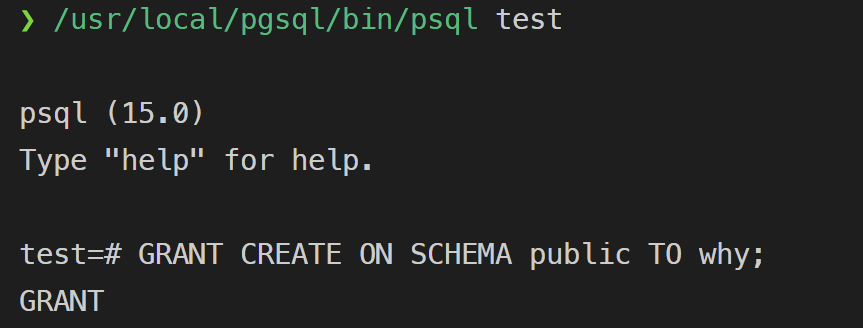 ❯ /usr/local/pgsql/bin/psql test
psql (15.0)
Type "help" for help.
test=# GRANT CREATE ON SCHEMA public TO why;
GRANT